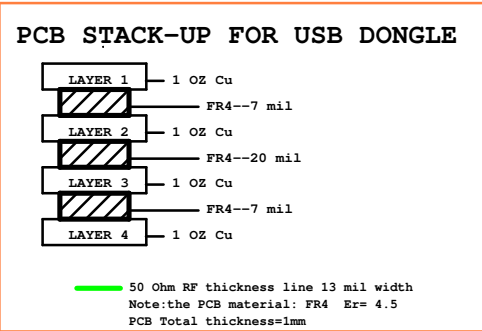 PCB STACK-UP FOR USB DONGLE
LAYER 1 1 OZ Cu
FR4--7 mil
LAYER 2 1 OZ Cu
FR4--20 mil
LAYER 3 1 OZ Cu
FR4--7 mil
LAYER 4 1 OZ Cu
50 Ohm RF thickness line 13 mil width
Note:the PCB material: FR4 Er= 4.5
PCB Total thickness=1mm